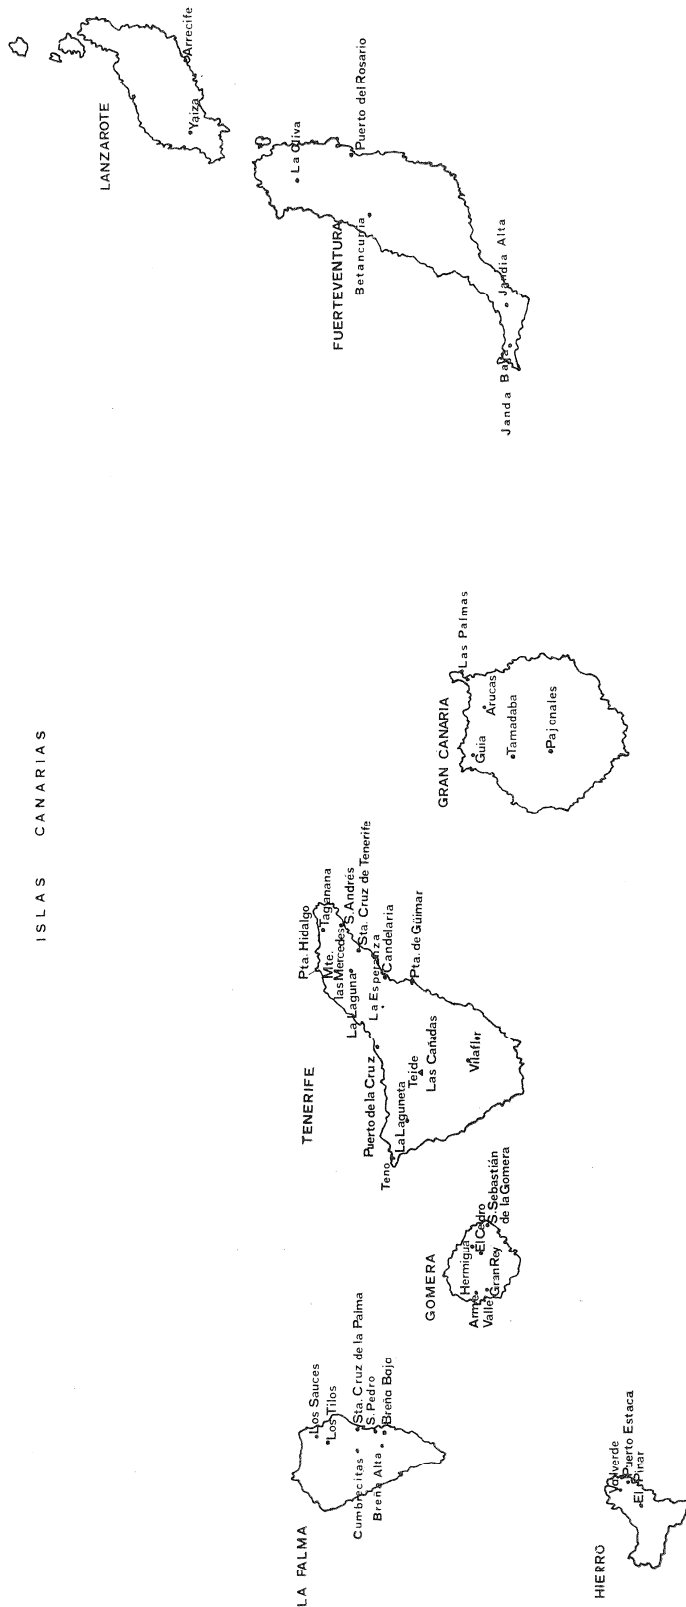 ISLAS CANARIAS
LA PALMA
Los Sauces
Los Tilos
Sta. Cruz de la Palma
S. Pedro
Breña Baja
Cumbrecitas
Breña Alta
HIERRO
Valverde
Puerto Estaca
El Pinar
GOMERA
Hermigua
El Cedro
S. Sebastián
de la Gomera
Arure
Valle Gran Rey
TENERIFE
Pta. Hidalgo
Taganana
Mte.
las Mercedes
S. Andrés
La Laguna
Sta. Cruz de Tenerife
La Esperanza
Candelaria
Pta. de Güimar
Puerto de la Cruz
Teide
Las Cañadas
La Laguneta
Teno
Vilaflor
GRAN CANARIA
Las Palmas
Guia
Arucas
Tamadaba
Pajonales
FUERTEVENTURA
La Oliva
Puerto del Rosario
Betancuria
Jandia Alta
Janda Baja
LANZAROTE
Arrecife
Yaiza